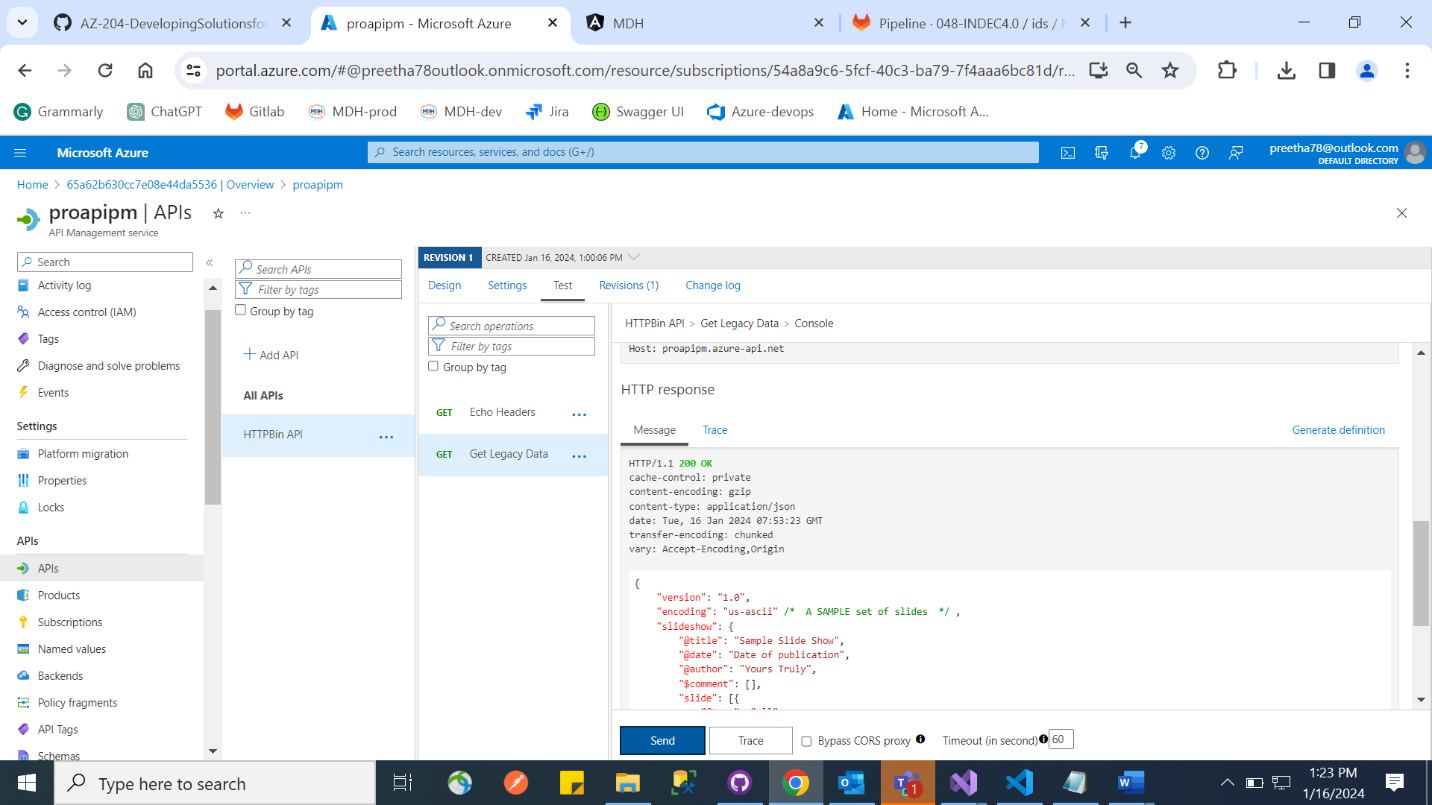 AZ-204-DevelopingSolutionsfo
proapipm - Microsoft Azure
MDH
Pipeline · 048-INDEC4.0 / ids / N
portal.azure.com/#@preetha78outlook.onmicrosoft.com/resource/subscriptions/54a8a9c6-5fcf-40c3-ba79-7f4aaa6bc81d/r...
Grammarly
ChatGPT
Gitlab
MDH-prod
MDH-dev
Jira
Swagger UI
Azure-devops
Home - Microsoft A...
Microsoft Azure
Search resources, services, and docs (G+/)
7
preetha78@outlook.com
DEFAULT DIRECTORY
Home > 65a62b630cc7e08e44da5536 | Overview > proapipm
proapipm | APIs
API Management service
Search
Activity log
Access control (IAM)
Tags
Diagnose and solve problems
Events
Settings
Platform migration
Properties
Locks
APIs
APIs
Products
Subscriptions
Named values
Backends
Policy fragments
API Tags
Schemas
Search APIs
Filter by tags
Group by tag
Add API
All APIs
HTTPBin API
REVISION 1 CREATED Jan 16, 2024, 1:00:06 PM
Design Settings Test Revisions (1) Change log
Search operations
Filter by tags
Group by tag
GET Echo Headers
GET Get Legacy Data
HTTPBin API > Get Legacy Data > Console
Host: proapipm.azure-api.net
HTTP response
Message Trace Generate definition
HTTP/1.1 200 OK
cache-control: private
content-encoding: gzip
content-type: application/json
date: Tue, 16 Jan 2024 07:53:23 GMT
transfer-encoding: chunked
vary: Accept-Encoding,Origin
{
"version": "1.0",
"encoding": "us-ascii" /* A SAMPLE set of slides */ ,
"slideshow": {
"@title": "Sample Slide Show",
"@date": "Date of publication",
"@author": "Yours Truly",
"$comment": [],
"slide": [{
Send Trace Bypass CORS proxy Timeout (in second) 60
Type here to search
1
1:23 PM
1/16/2024